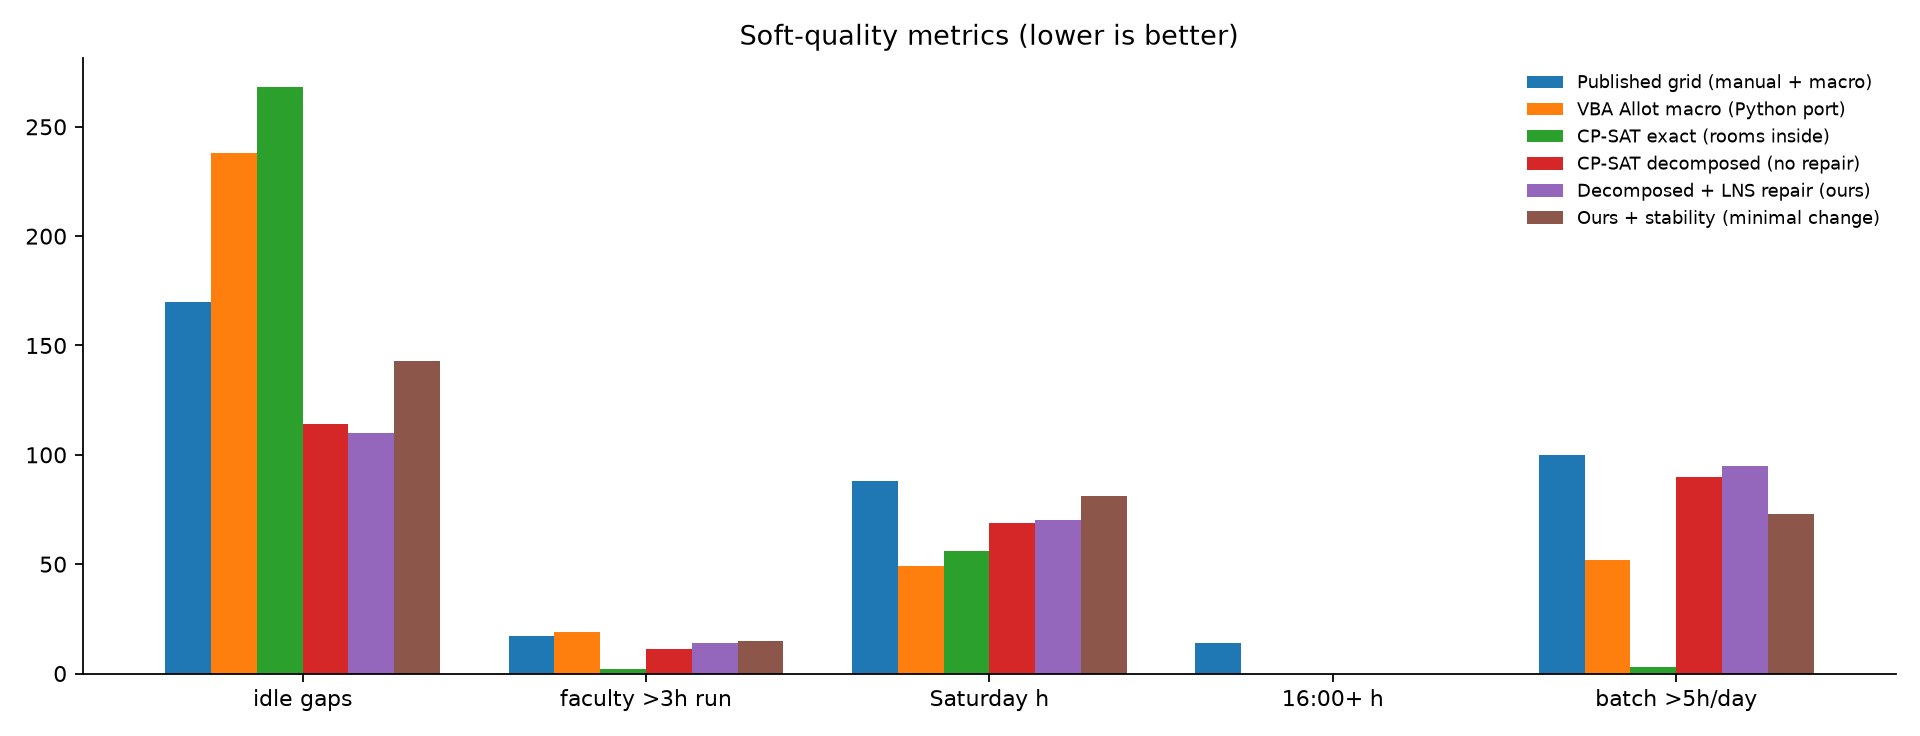 Soft-quality metrics (lower is better)
Published grid (manual + macro)
VBA Allot macro (Python port)
CP-SAT exact (rooms inside)
CP-SAT decomposed (no repair)
Decomposed + LNS repair (ours)
Ours + stability (minimal change)
250
200
150
100
50
0
idle gaps
faculty >3h run
Saturday h
16:00+ h
batch >5h/day